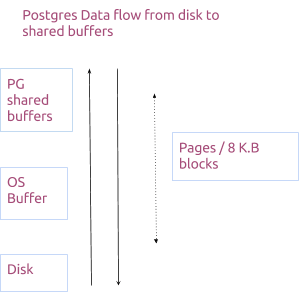 Postgres Data flow from disk to
shared buffers
PG
shared
buffers
Pages / 8 K.B
blocks
OS
Buffer
Disk